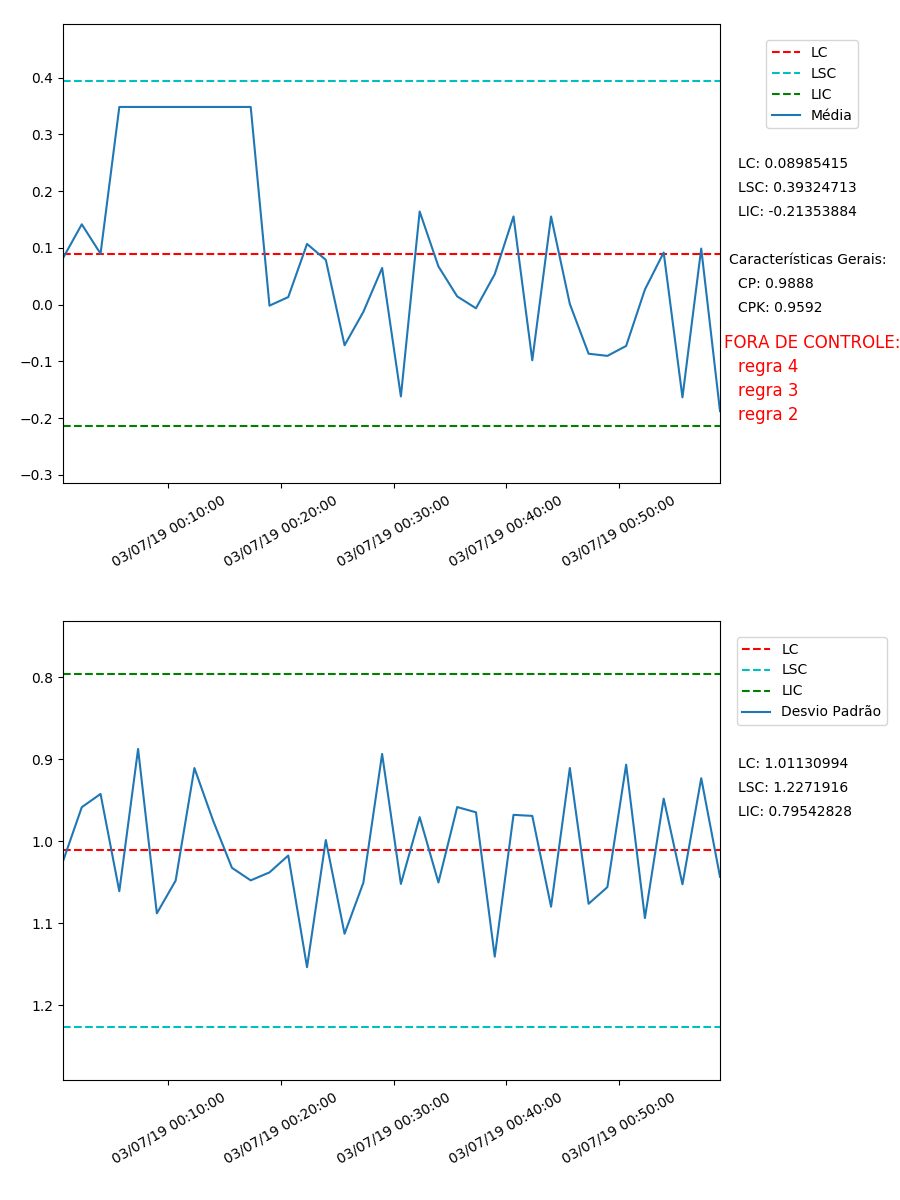 0.4
0.3
0.2
0.1
0.0
−0.1
−0.2
−0.3
03/07/19 00:10:00
03/07/19 00:20:00
03/07/19 00:30:00
03/07/19 00:40:00
03/07/19 00:50:00
LC
LSC
LIC
Média
LC: 0.08985415
LSC: 0.39324713
LIC: -0.21353884
Características Gerais:
CP: 0.9888
CPK: 0.9592
FORA DE CONTROLE:
regra 4
regra 3
regra 2
0.8
0.9
1.0
1.1
1.2
03/07/19 00:10:00
03/07/19 00:20:00
03/07/19 00:30:00
03/07/19 00:40:00
03/07/19 00:50:00
LC
LSC
LIC
Desvio Padrão
LC: 1.01130994
LSC: 1.2271916
LIC: 0.79542828